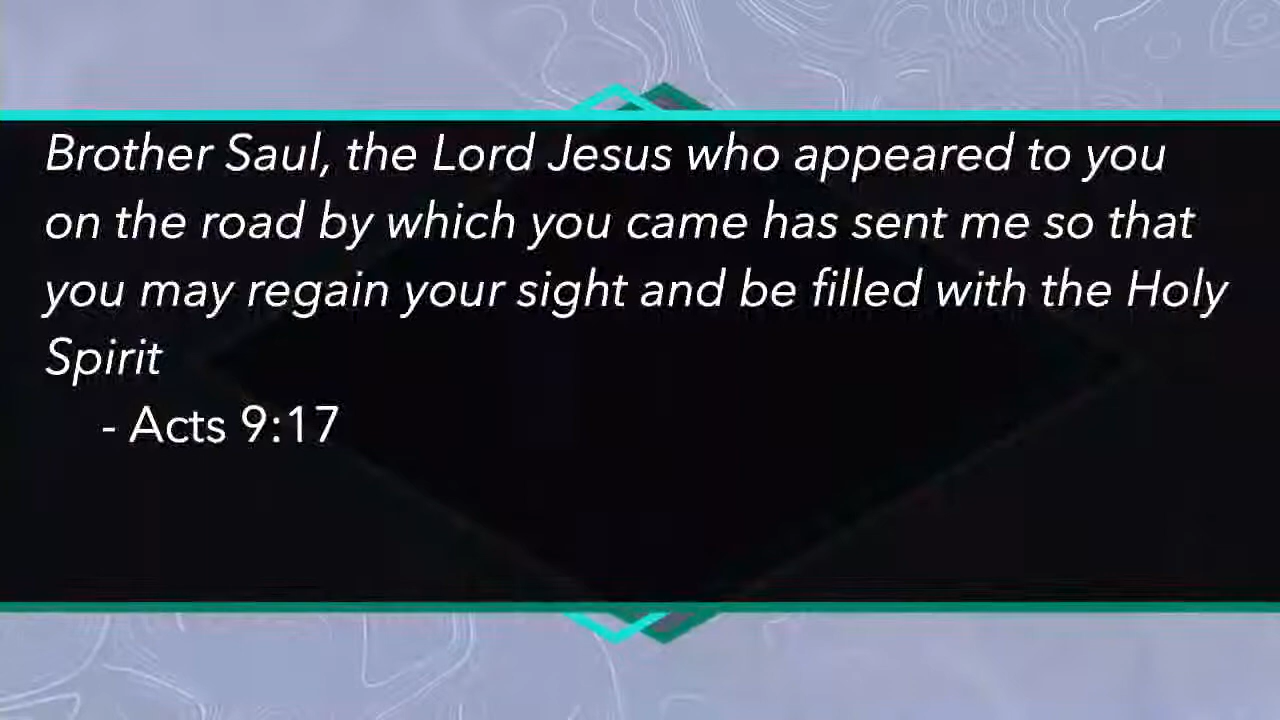 Brother Saul, the Lord Jesus who appeared to you
on the road by which you came has sent me so that
you may regain your sight and be filled with the Holy
Spirit
- Acts 9:17